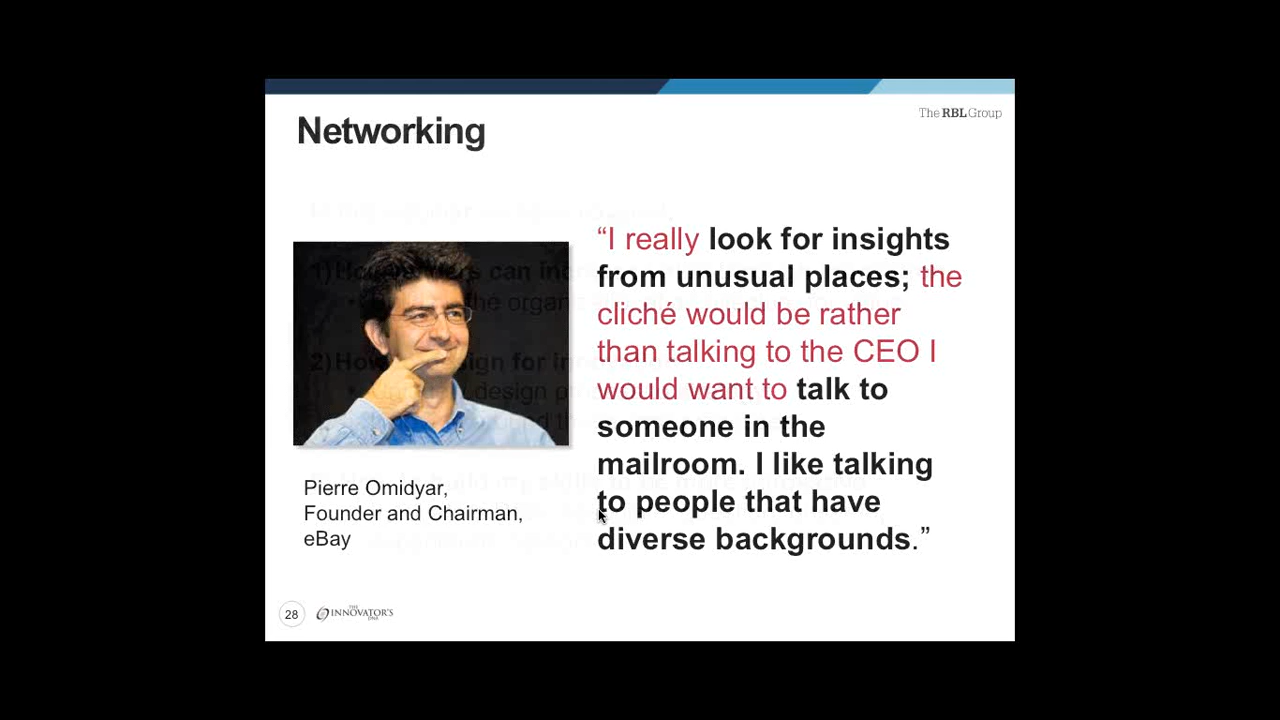 The RBL Group
Networking
“I really look for insights
from unusual places; the
cliché would be rather
than talking to the CEO I
would want to talk to
someone in the
mailroom. I like talking
to people that have
diverse backgrounds.”
Pierre Omidyar,
Founder and Chairman,
eBay
28
THE
INNOVATOR'S
DNA